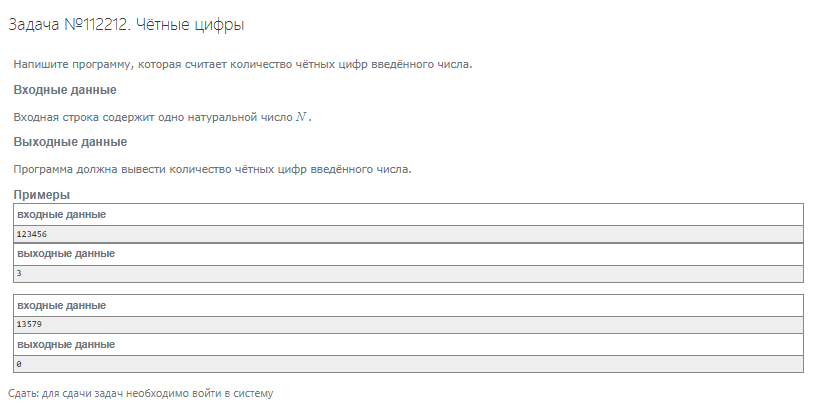 Задача №112212. Чётные цифры
Напишите программу, которая считает количество чётных цифр введённого числа.
Входные данные
Входная строка содержит одно натуральной число N .
Выходные данные
Программа должна вывести количество чётных цифр введённого числа.
Примеры
входные данные
123456
выходные данные
3
входные данные
13579
выходные данные
0
Сдать: для сдачи задач необходимо войти в систему